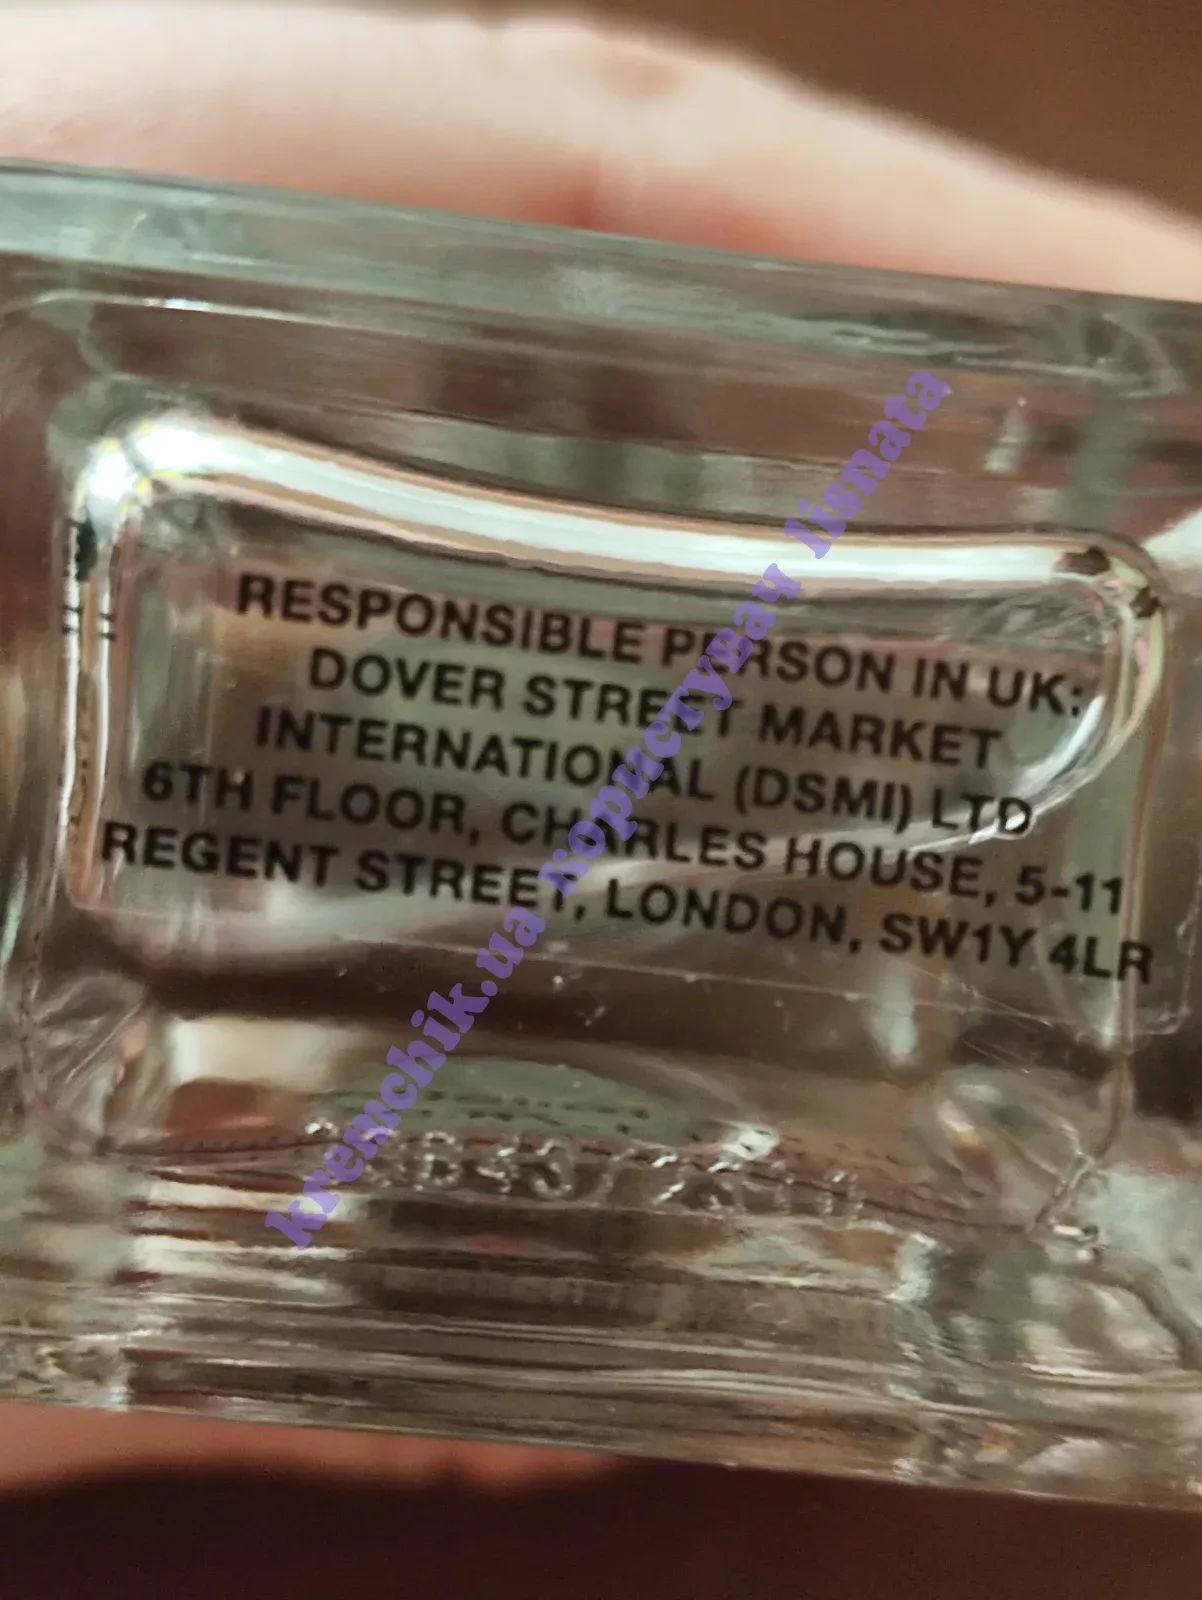 RESPONSIBLE PERSON IN UK:
DOVER STREET MARKET
INTERNATIONAL (DSMI) LTD
6TH FLOOR, CHARLES HOUSE, 5-11
REGENT STREET, LONDON, SW1Y 4LR
kremchik.ua користувач lisnata